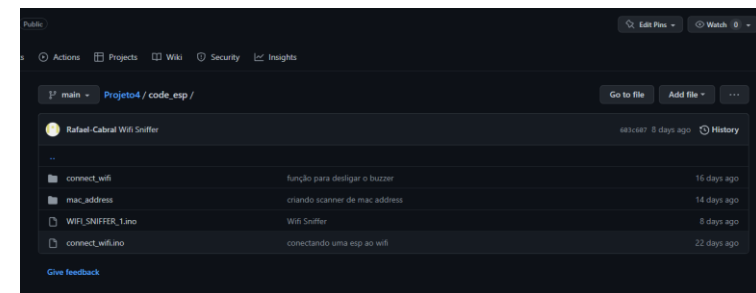 Public
Edit Pins
Watch 0
s Actions Projects Wiki Security Insights
main Projeto4 / code_esp /
Go to file Add file ...
Rafael-Cabral Wifi Sniffer 603c607 8 days ago History
..
connect_wifi função para desligar o buzzer 16 days ago
mac_address criando scanner de mac address 14 days ago
WIFI_SNIFFER_1.ino Wifi Sniffer 8 days ago
connect_wifi.ino conectando uma esp ao wifi 22 days ago
Give feedback